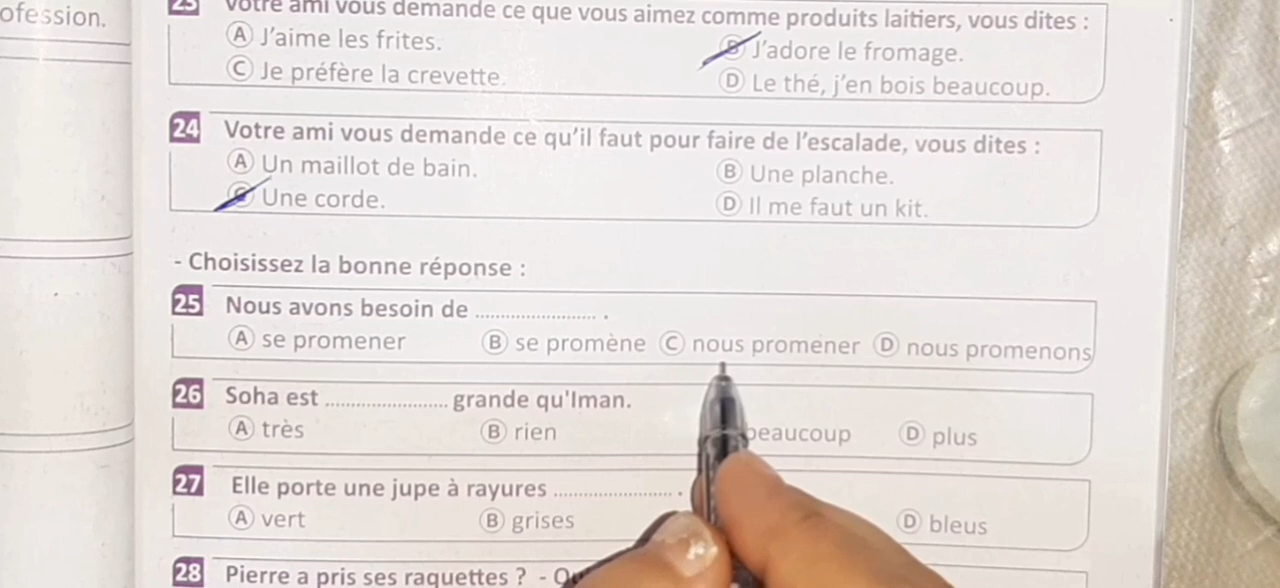 ofession.
23 Votre ami vous demande ce que vous aimez comme produits laitiers, vous dites :
A J'aime les frites.
B J'adore le fromage.
C Je préfère la crevette.
D Le thé, j'en bois beaucoup.
24 Votre ami vous demande ce qu'il faut pour faire de l'escalade, vous dites :
A Un maillot de bain.
B Une planche.
C Une corde.
D Il me faut un kit.
- Choisissez la bonne réponse :
25 Nous avons besoin de ........................ .
A se promener B se promène C nous promener D nous promenons
26 Soha est ........................ grande qu'Iman.
A très B rien beaucoup D plus
27 Elle porte une jupe à rayures ........................ .
A vert B grises D bleus
28 Pierre a pris ses raquettes ? -